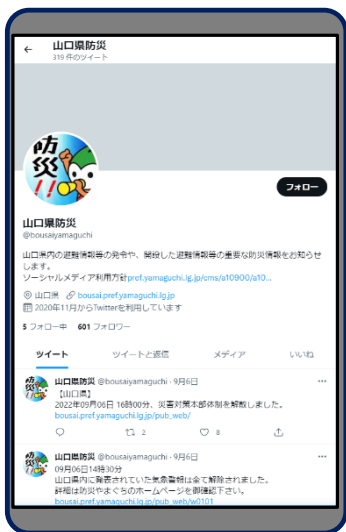 山口県防災
319 件のツイート
防
災
!!
フォロー
山口県防災
@bousaiyamaguchi
山口県内の避難情報等の発令や、開設した避難情報等の重要な防災情報をお知らせ
します。
ソーシャルメディア利用方針pref.yamaguchi.lg.jp/cms/a10900/a10...
山口県 bousai.pref.yamaguchi.lg.jp
2020年11月からTwitterを利用しています
5 フォロー中 601 フォロワー
ツイート ツイートと返信 メディア いいね
山口県防災 @bousaiyamaguchi · 9月6日
【山口県】
2022年09月06日 16時00分、災害対策本部体制を解散しました。
bousai.pref.yamaguchi.lg.jp/pub_web/
2 8
山口県防災 @bousaiyamaguchi · 9月6日
09月06日14時30分
山口県内に発表されていた気象警報は全て解除されました。
詳細は防災やまぐちのホームページを御確認下さい。
bousai.pref.yamaguchi.lg.jp/pub_web/w0101